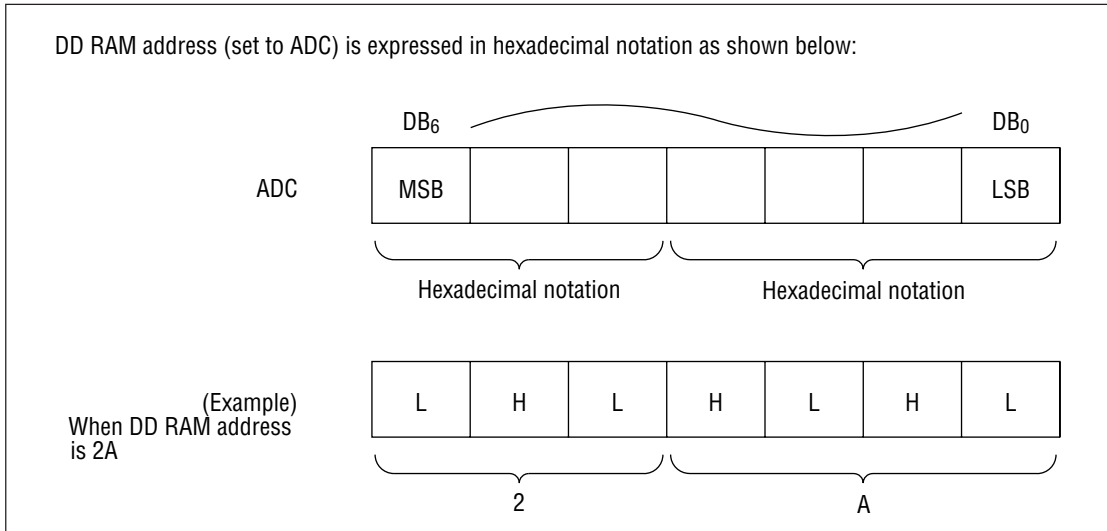 DD RAM address (set to ADC) is expressed in hexadecimal notation as shown below:
DB6 DB0
ADC MSB LSB
Hexadecimal notation Hexadecimal notation
(Example)
When DD RAM address
is 2A
L H L H L H L
2 A